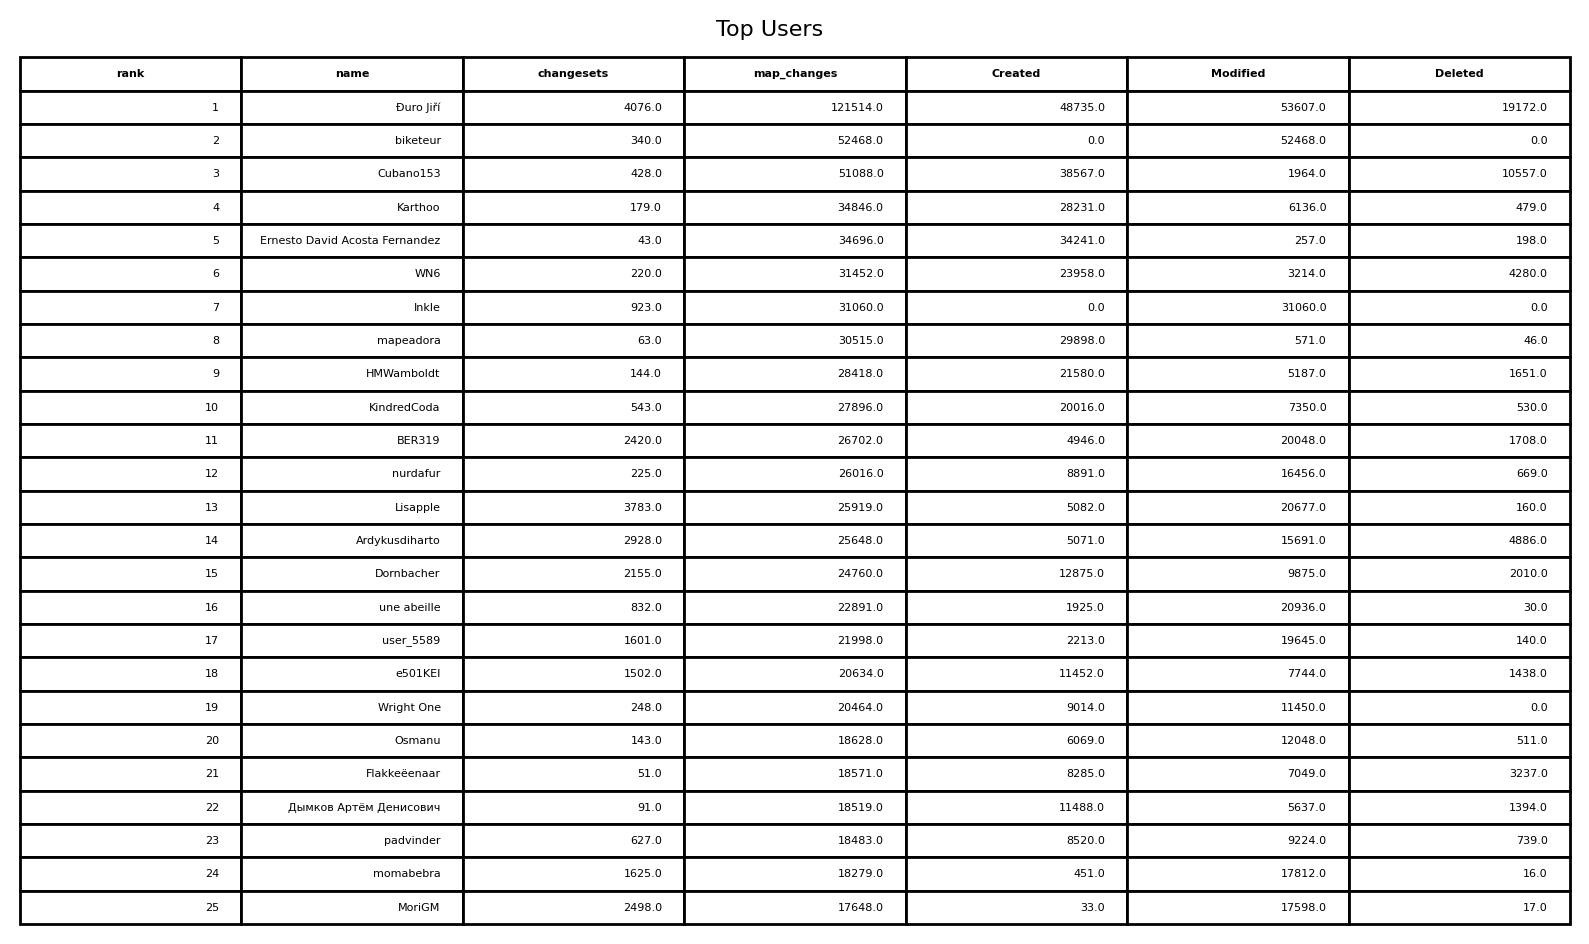 Top Users
rank name changesets map_changes Created Modified Deleted
1 Đuro Jiří 4076.0 121514.0 48735.0 53607.0 19172.0
2 biketeur 340.0 52468.0 0.0 52468.0 0.0
3 Cubano153 428.0 51088.0 38567.0 1964.0 10557.0
4 Karthoo 179.0 34846.0 28231.0 6136.0 479.0
5 Ernesto David Acosta Fernandez 43.0 34696.0 34241.0 257.0 198.0
6 WN6 220.0 31452.0 23958.0 3214.0 4280.0
7 Inkle 923.0 31060.0 0.0 31060.0 0.0
8 mapeadora 63.0 30515.0 29898.0 571.0 46.0
9 HMWamboldt 144.0 28418.0 21580.0 5187.0 1651.0
10 KindredCoda 543.0 27896.0 20016.0 7350.0 530.0
11 BER319 2420.0 26702.0 4946.0 20048.0 1708.0
12 nurdafur 225.0 26016.0 8891.0 16456.0 669.0
13 Lisapple 3783.0 25919.0 5082.0 20677.0 160.0
14 Ardykusdiharto 2928.0 25648.0 5071.0 15691.0 4886.0
15 Dornbacher 2155.0 24760.0 12875.0 9875.0 2010.0
16 une abeille 832.0 22891.0 1925.0 20936.0 30.0
17 user_5589 1601.0 21998.0 2213.0 19645.0 140.0
18 e501KEI 1502.0 20634.0 11452.0 7744.0 1438.0
19 Wright One 248.0 20464.0 9014.0 11450.0 0.0
20 Osmanu 143.0 18628.0 6069.0 12048.0 511.0
21 Flakkeëenaar 51.0 18571.0 8285.0 7049.0 3237.0
22 Дымков Артём Денисович 91.0 18519.0 11488.0 5637.0 1394.0
23 padvinder 627.0 18483.0 8520.0 9224.0 739.0
24 momabebra 1625.0 18279.0 451.0 17812.0 16.0
25 MoriGM 2498.0 17648.0 33.0 17598.0 17.0